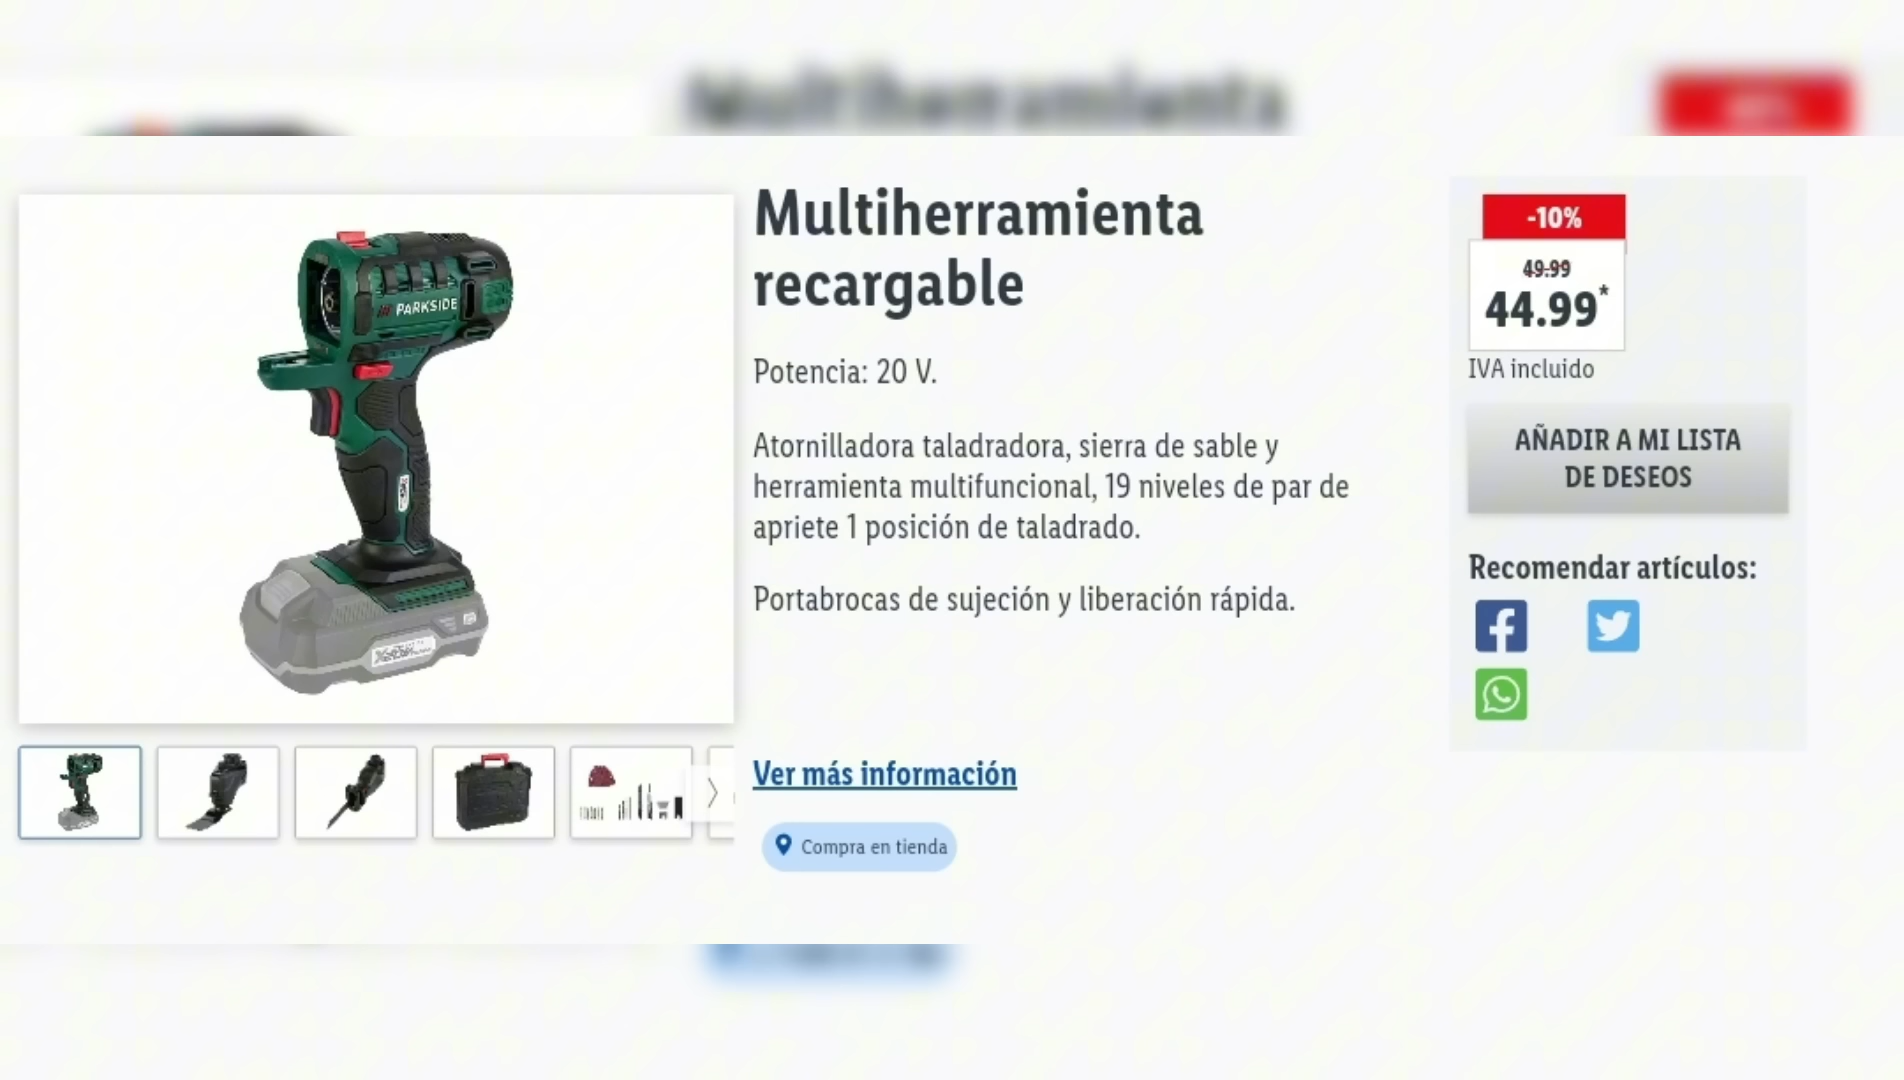 Multiherramienta
PARKSIDE
Multiherramienta
recargable
Potencia: 20 V.
Atornilladora taladradora, sierra de sable y
herramienta multifuncional, 19 niveles de par de
apriete 1 posición de taladrado.
Portabrocas de sujeción y liberación rápida.
Ver más información
Compra en tienda
-10%
49.99
44.99*
IVA incluido
AÑADIR A MI LISTA
DE DESEOS
Recomendar artículos: